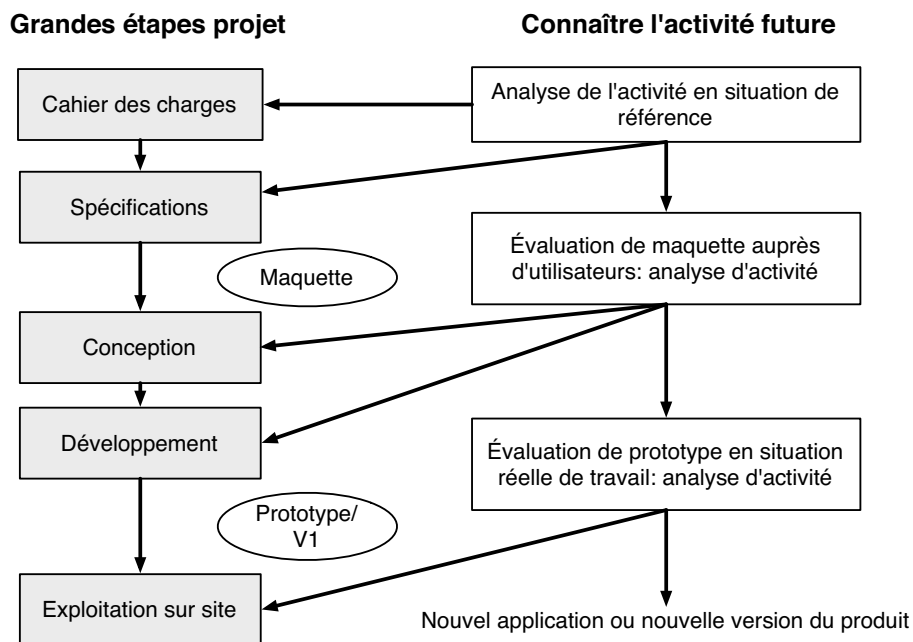 Grandes étapes projet
Connaître l'activité future
Cahier des charges
Analyse de l'activité en situation de
référence
Spécifications
Évaluation de maquette auprès
d'utilisateurs: analyse d'activité
Maquette
Conception
Développement
Évaluation de prototype en situation
réelle de travail: analyse d'activité
Prototype/
V1
Exploitation sur site
Nouvel application ou nouvelle version du produit